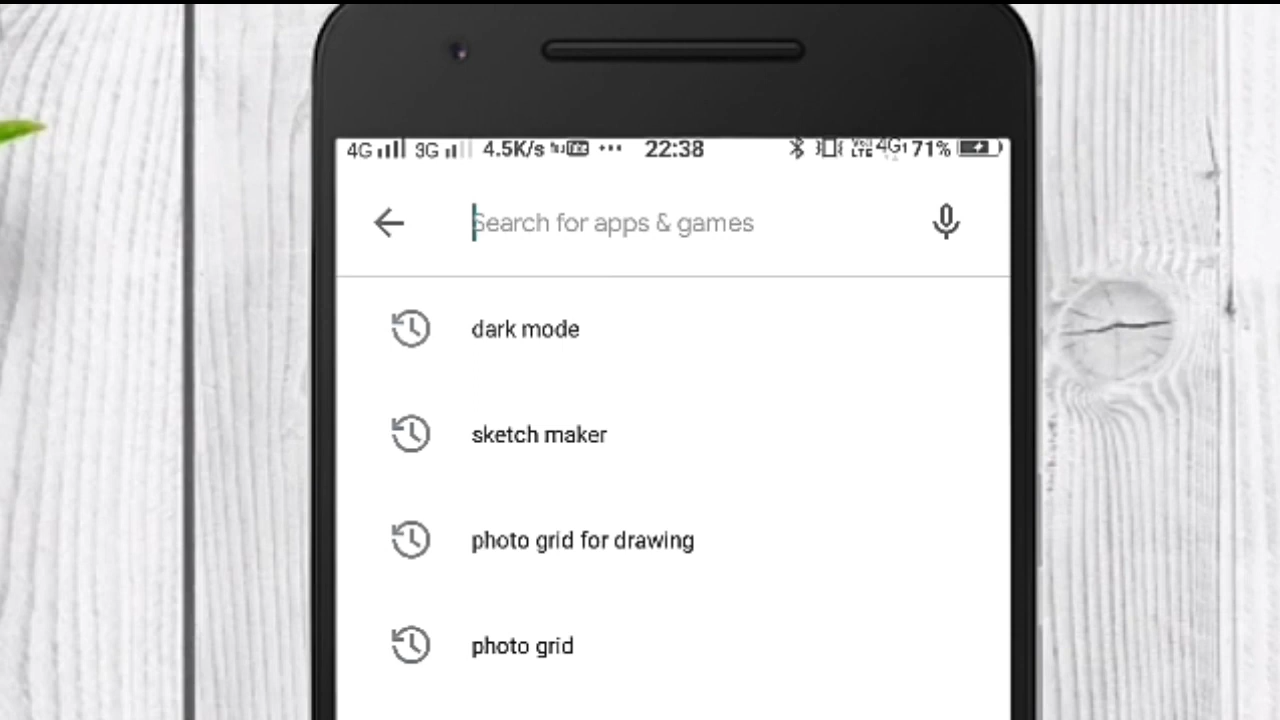 4G 3G 4.5K/s 22:38 4G 71%
Search for apps & games
dark mode
sketch maker
photo grid for drawing
photo grid